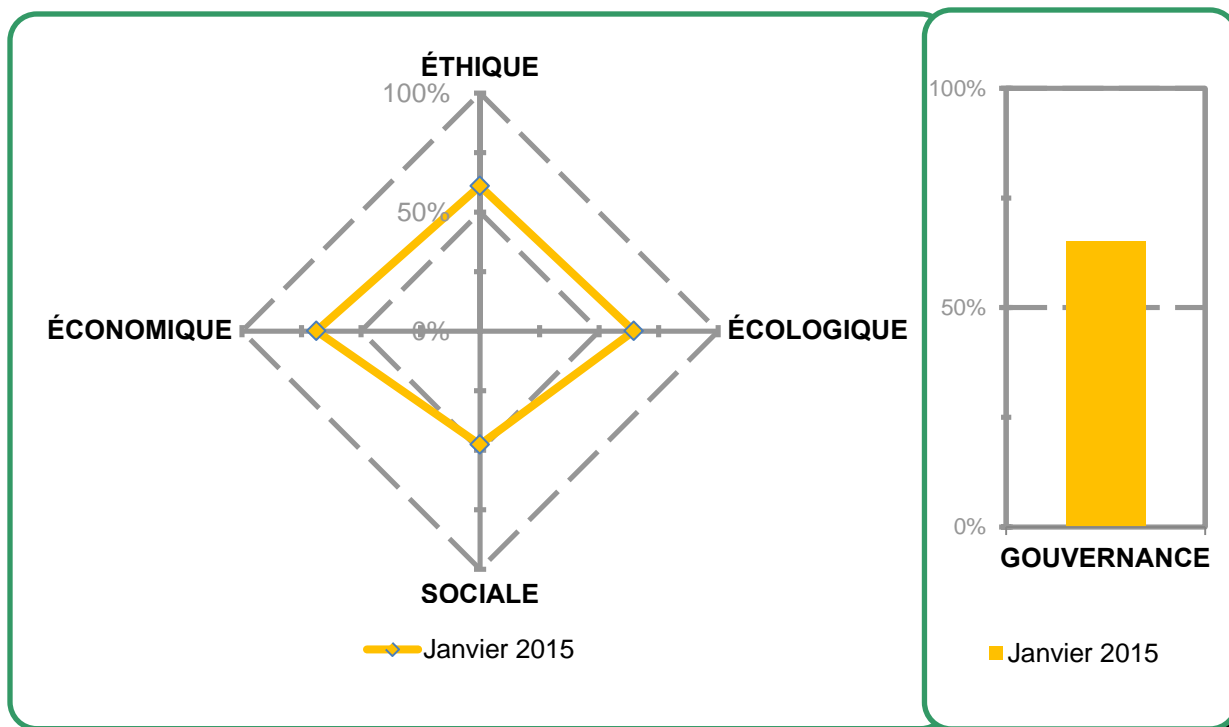 ÉTHIQUE
100%
50%
ÉCONOMIQUE
0%
ÉCOLOGIQUE
SOCIALE
Janvier 2015
100%
50%
0%
GOUVERNANCE
Janvier 2015